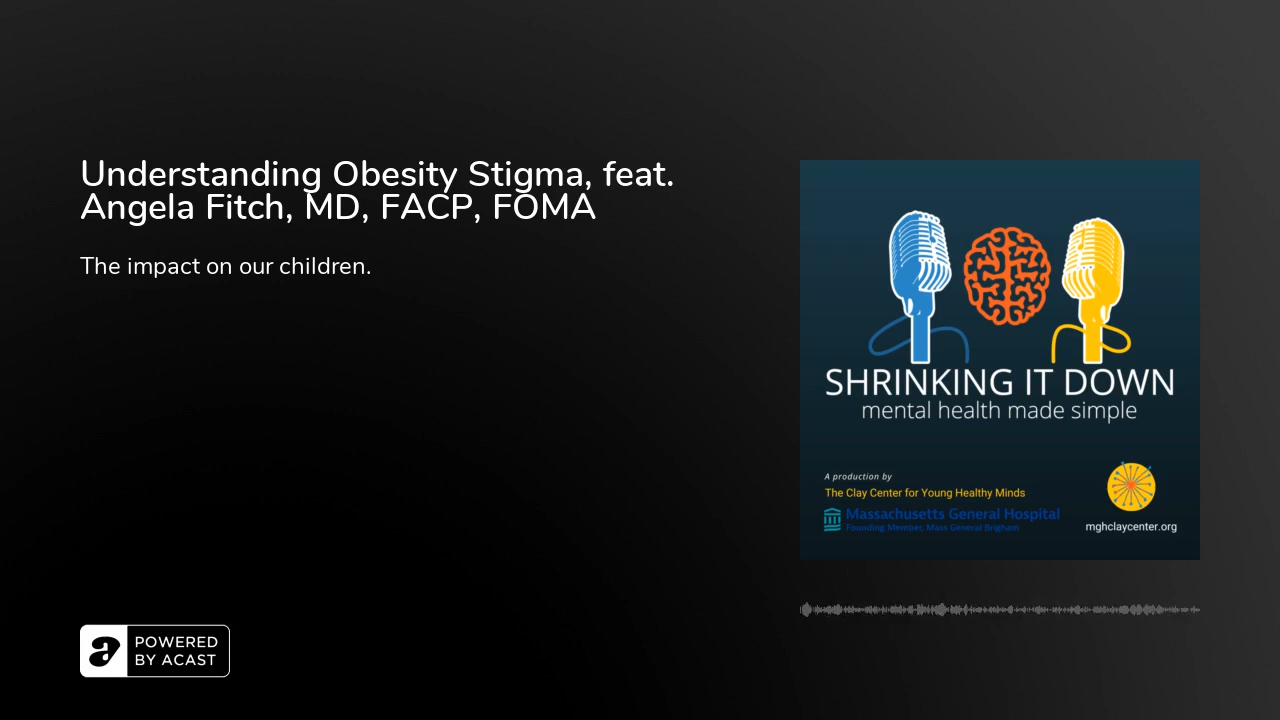 Understanding Obesity Stigma, feat.
Angela Fitch, MD, FACP, FOMA
The impact on our children.
SHRINKING IT DOWN
mental health made simple
A production by
The Clay Center for Young Healthy Minds
Massachusetts General Hospital
Founding Member, Mass General Brigham
mghclaycenter.org
a
POWERED
BY ACAST